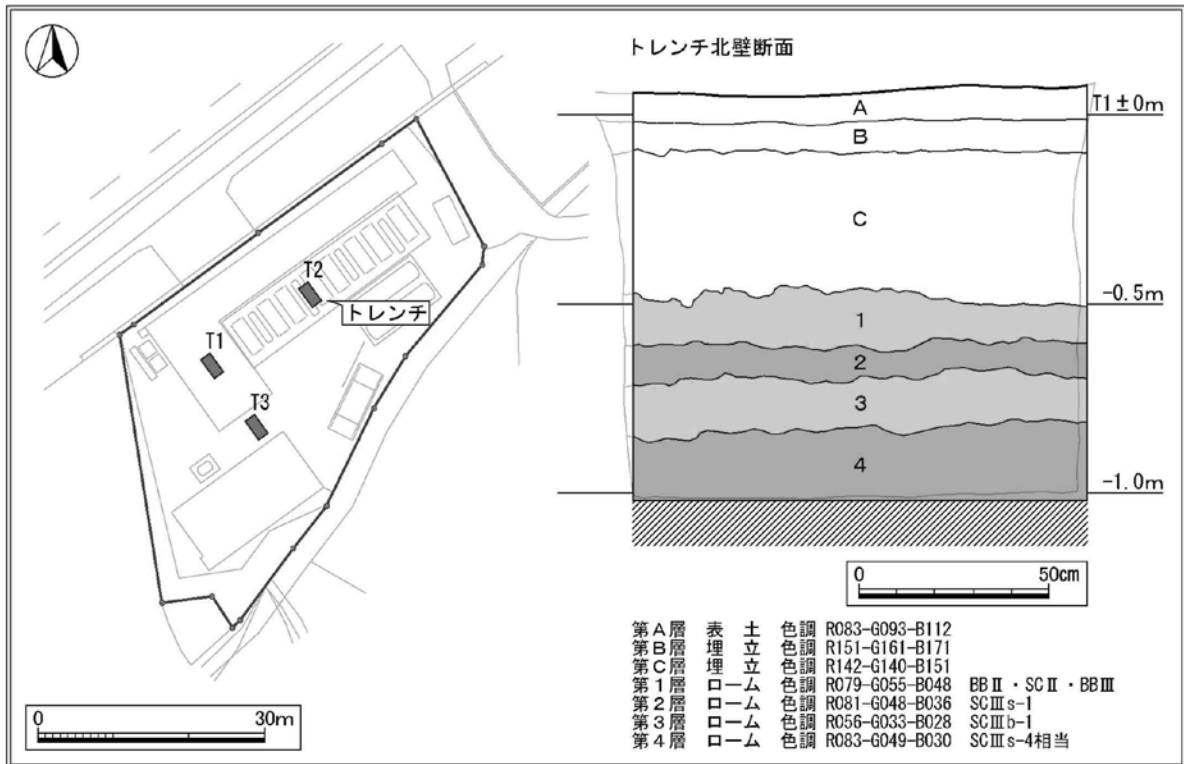 トレンチ北壁断面
T1±0m
A
B
C
-0.5m
1
2
3
4
-1.0m
0 50cm
T2
トレンチ
T1
T3
0 30m
第A層 表 土 色調 R083-G093-B112
第B層 埋 立 色調 R151-G161-B171
第C層 埋 立 色調 R142-G140-B151
第1層 ローム 色調 R079-G055-B048 BBⅡ・SCⅡ・BBⅢ
第2層 ローム 色調 R081-G048-B036 SCⅢs-1
第3層 ローム 色調 R056-G033-B028 SCⅢb-1
第4層 ローム 色調 R083-G049-B030 SCⅢs-4相当